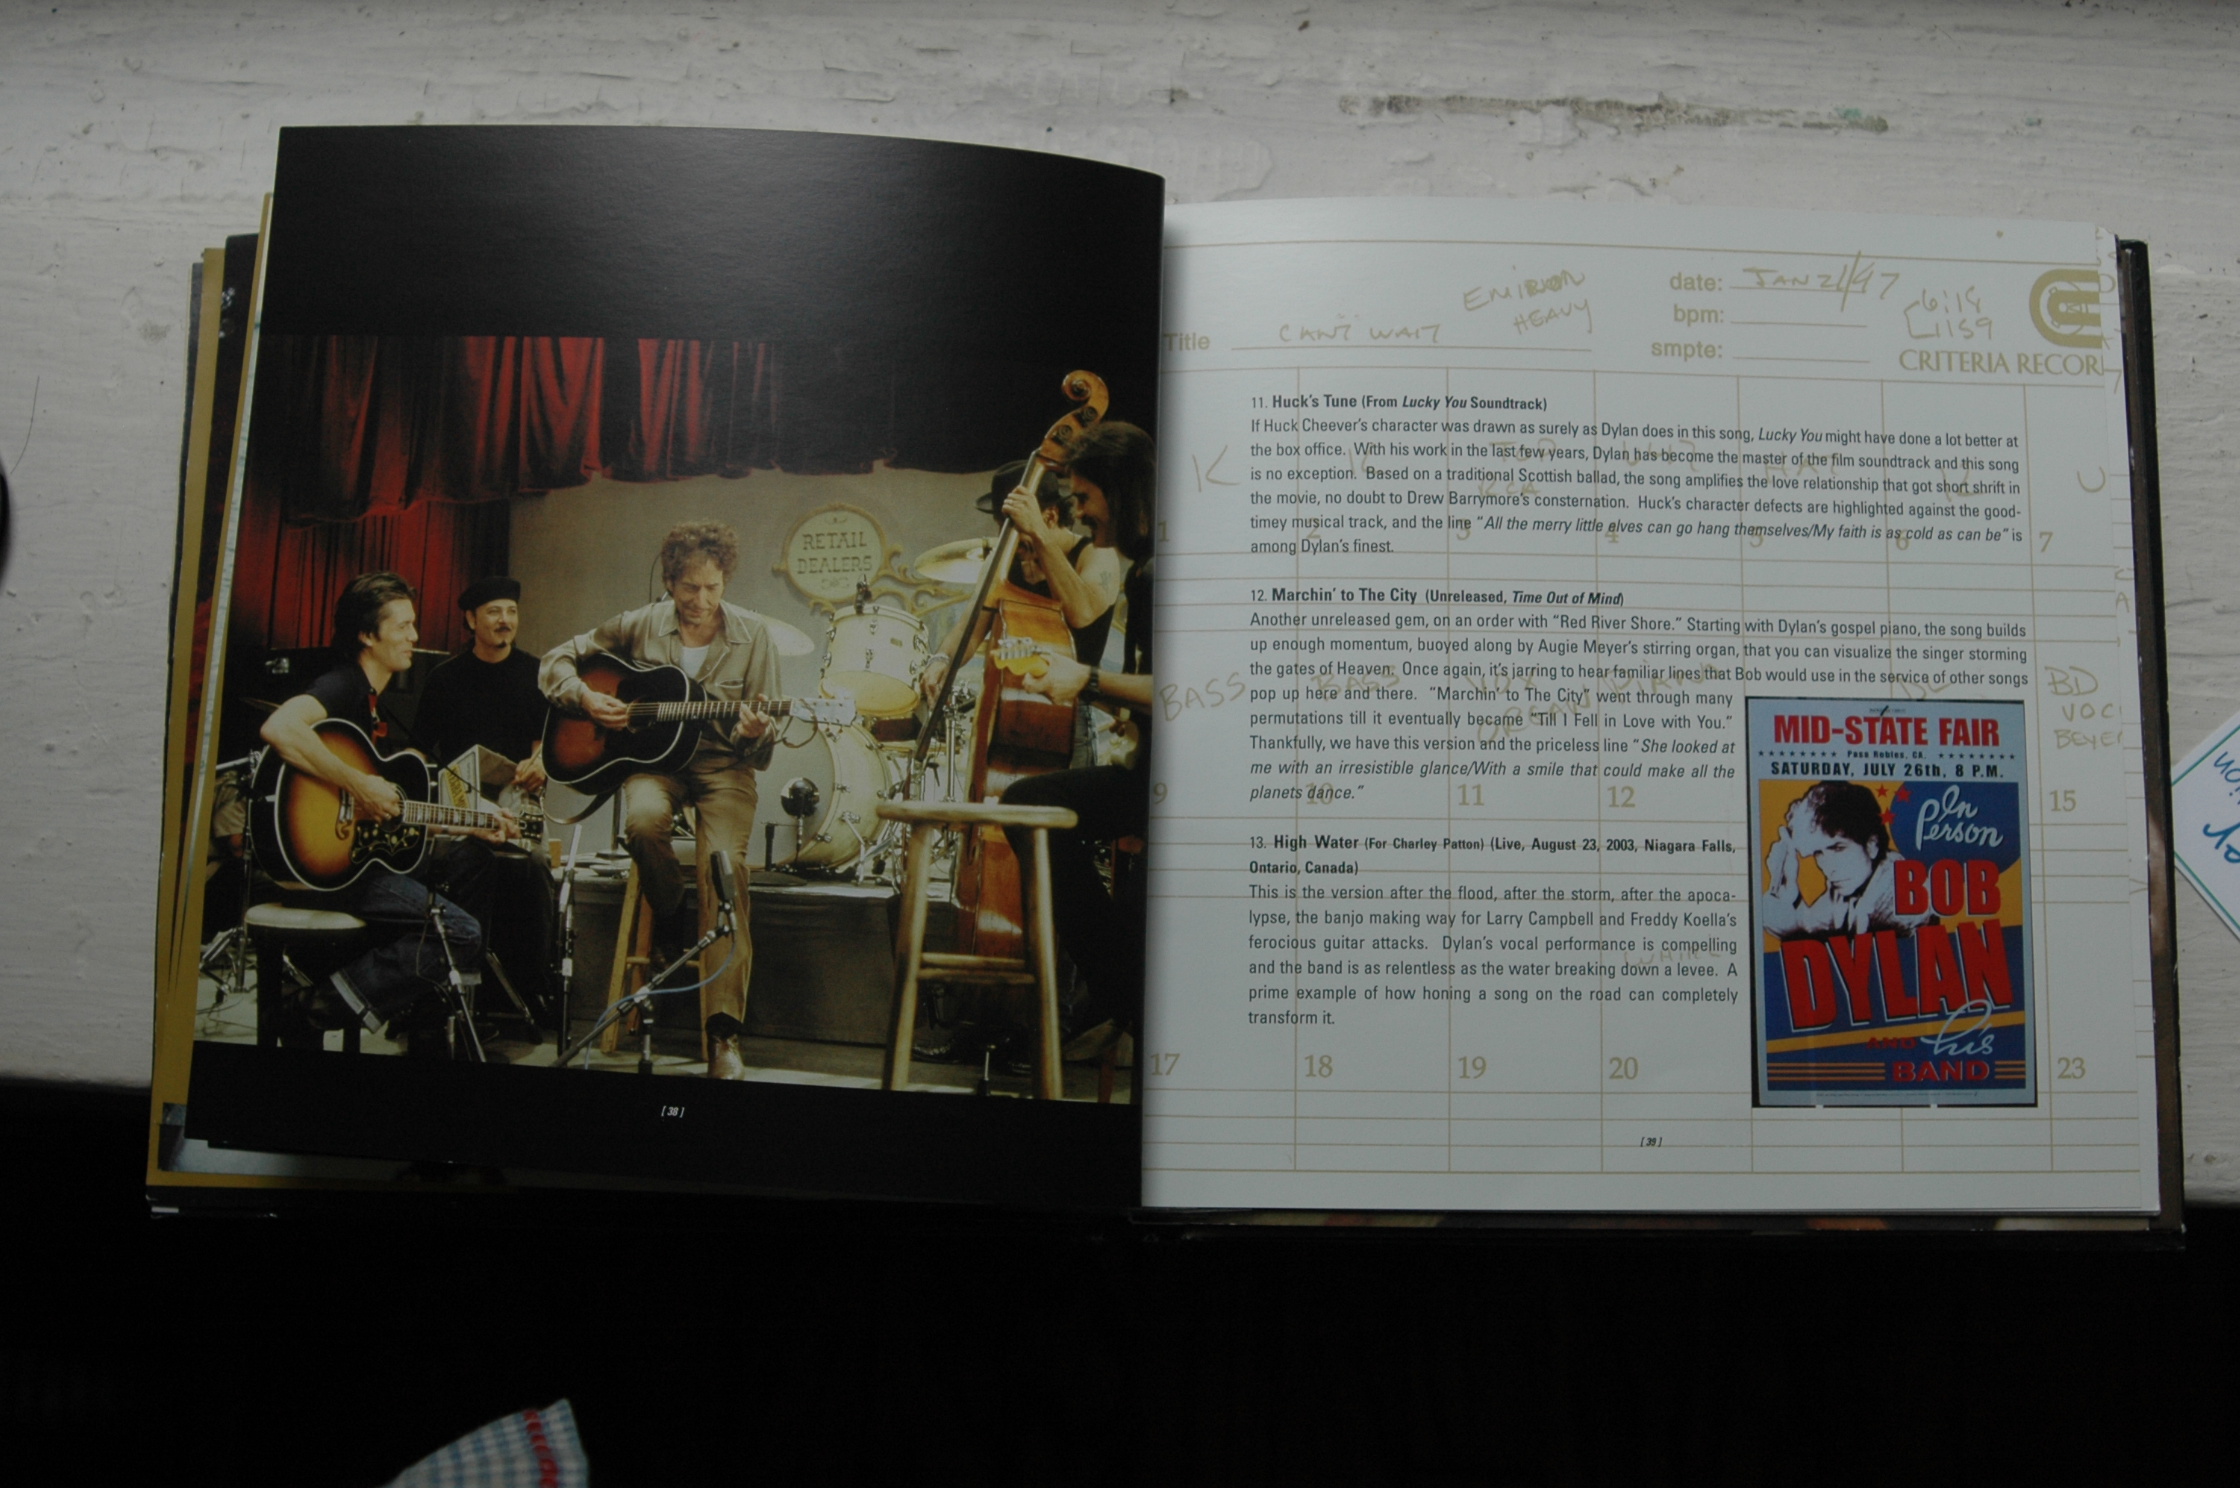 RETAIL
DEALERS
[ 38 ]
Title CAN'T WAIT
HEAVY
date: JAN 21/97
bpm:
smpte:
6:18
1159
CRITERIA RECOR
11. Huck's Tune (From Lucky You Soundtrack)
If Huck Cheever's character was drawn as surely as Dylan does in this song, Lucky You might have done a lot better at
the box office. With his work in the last few years, Dylan has become the master of the film soundtrack and this song
is no exception. Based on a traditional Scottish ballad, the song amplifies the love relationship that got short shrift in
the movie, no doubt to Drew Barrymore's consternation. Huck's character defects are highlighted against the good-
timey musical track, and the line "All the merry little elves can go hang themselves/My faith is as cold as can be" is
among Dylan's finest.
12. Marchin' to The City (Unreleased, Time Out of Mind)
Another unreleased gem, on an order with "Red River Shore." Starting with Dylan's gospel piano, the song builds
up enough momentum, buoyed along by Augie Meyer's stirring organ, that you can visualize the singer storming
the gates of Heaven. Once again, it's jarring to hear familiar lines that Bob would use in the service of other songs
pop up here and there. "Marchin' to The City" went through many
permutations till it eventually became "Till I Fell in Love with You."
Thankfully, we have this version and the priceless line "She looked at
me with an irresistible glance/With a smile that could make all the
planets dance."
13. High Water (For Charley Patton) (Live, August 23, 2003, Niagara Falls,
Ontario, Canada)
This is the version after the flood, after the storm, after the apoca-
lypse, the banjo making way for Larry Campbell and Freddy Koella's
ferocious guitar attacks. Dylan's vocal performance is compelling
and the band is as relentless as the water breaking down a levee. A
prime example of how honing a song on the road can completely
transform it.
MID-STATE FAIR
Paso Robles, CA.
SATURDAY, JULY 26th, 8 P.M.
In
Person
BOB
DYLAN
AND his
BAND
K
U
1 2 3 4 5 6 7
BASS BASS VOX PIANO
ORGAN
BD
VOC
BEYER
9 10 11 12 15
17 18 19 20 23
[ 39 ]